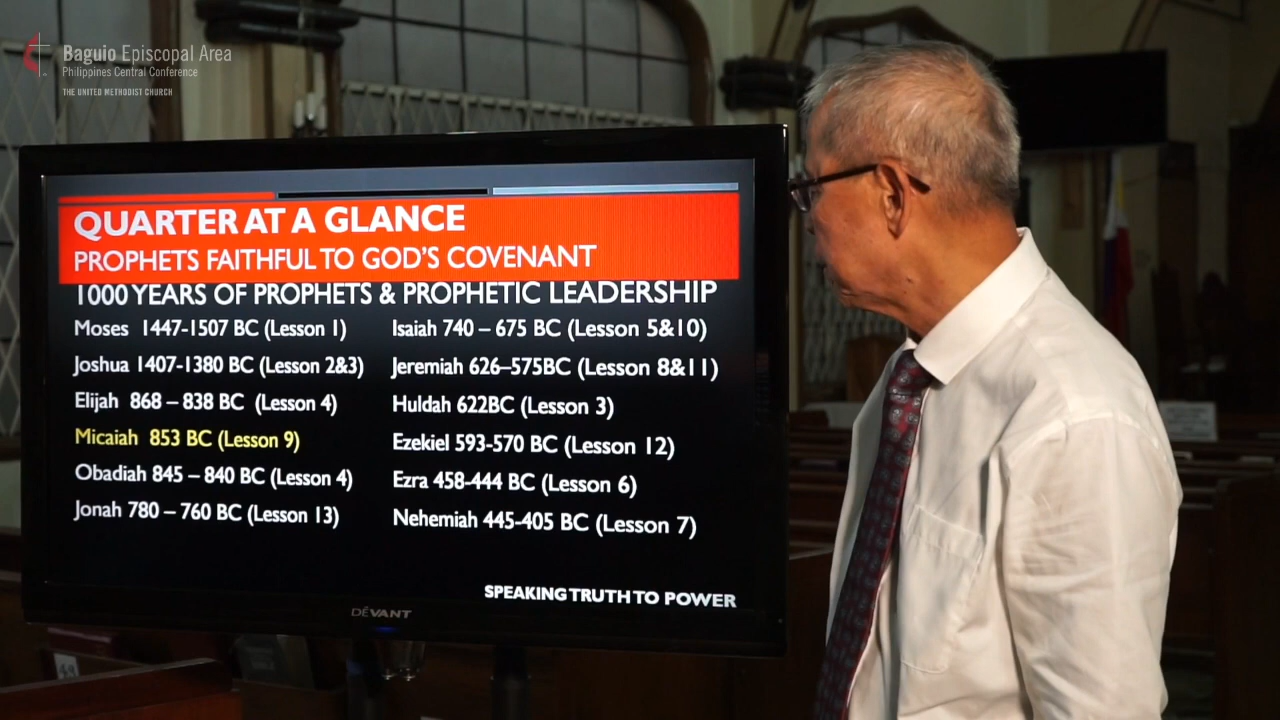 Baguio Episcopal Area
Philippines Central Conference
THE UNITED METHODIST CHURCH
QUARTER AT A GLANCE
PROPHETS FAITHFUL TO GOD'S COVENANT
1000 YEARS OF PROPHETS & PROPHETIC LEADERSHIP
Moses 1447-1507 BC (Lesson 1)
Joshua 1407-1380 BC (Lesson 2&3)
Elijah 868 – 838 BC (Lesson 4)
Micaiah 853 BC (Lesson 9)
Obadiah 845 – 840 BC (Lesson 4)
Jonah 780 – 760 BC (Lesson 13)
Isaiah 740 – 675 BC (Lesson 5&10)
Jeremiah 626–575BC (Lesson 8&11)
Huldah 622BC (Lesson 3)
Ezekiel 593-570 BC (Lesson 12)
Ezra 458-444 BC (Lesson 6)
Nehemiah 445-405 BC (Lesson 7)
SPEAKING TRUTH TO POWER
DEVANT